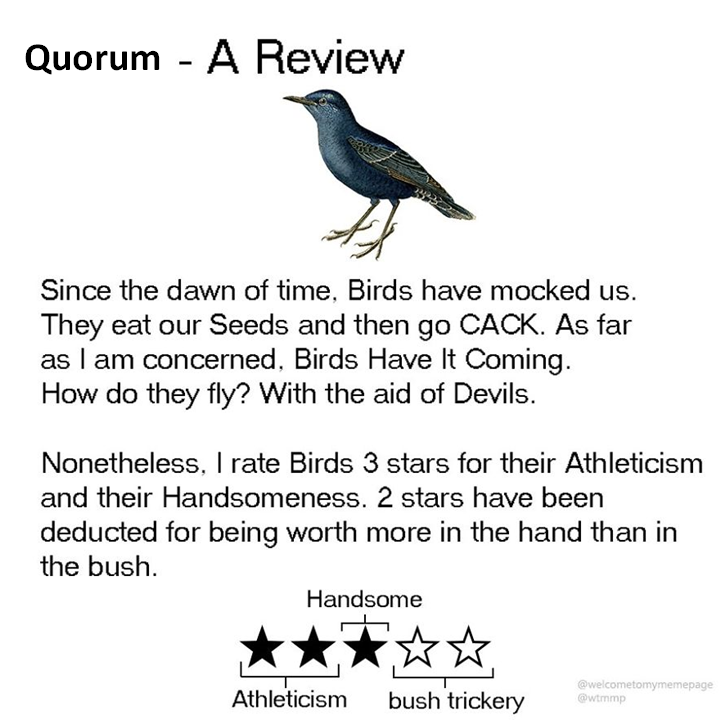 Quorum - A Review
Since the dawn of time, Birds have mocked us.
They eat our Seeds and then go CACK. As far
as I am concerned, Birds Have It Coming.
How do they fly? With the aid of Devils.
Nonetheless, I rate Birds 3 stars for their Athleticism
and their Handsomeness. 2 stars have been
deducted for being worth more in the hand than in
the bush.
Handsome
Athleticism bush trickery
@welcometomymemepage
@wtmmp